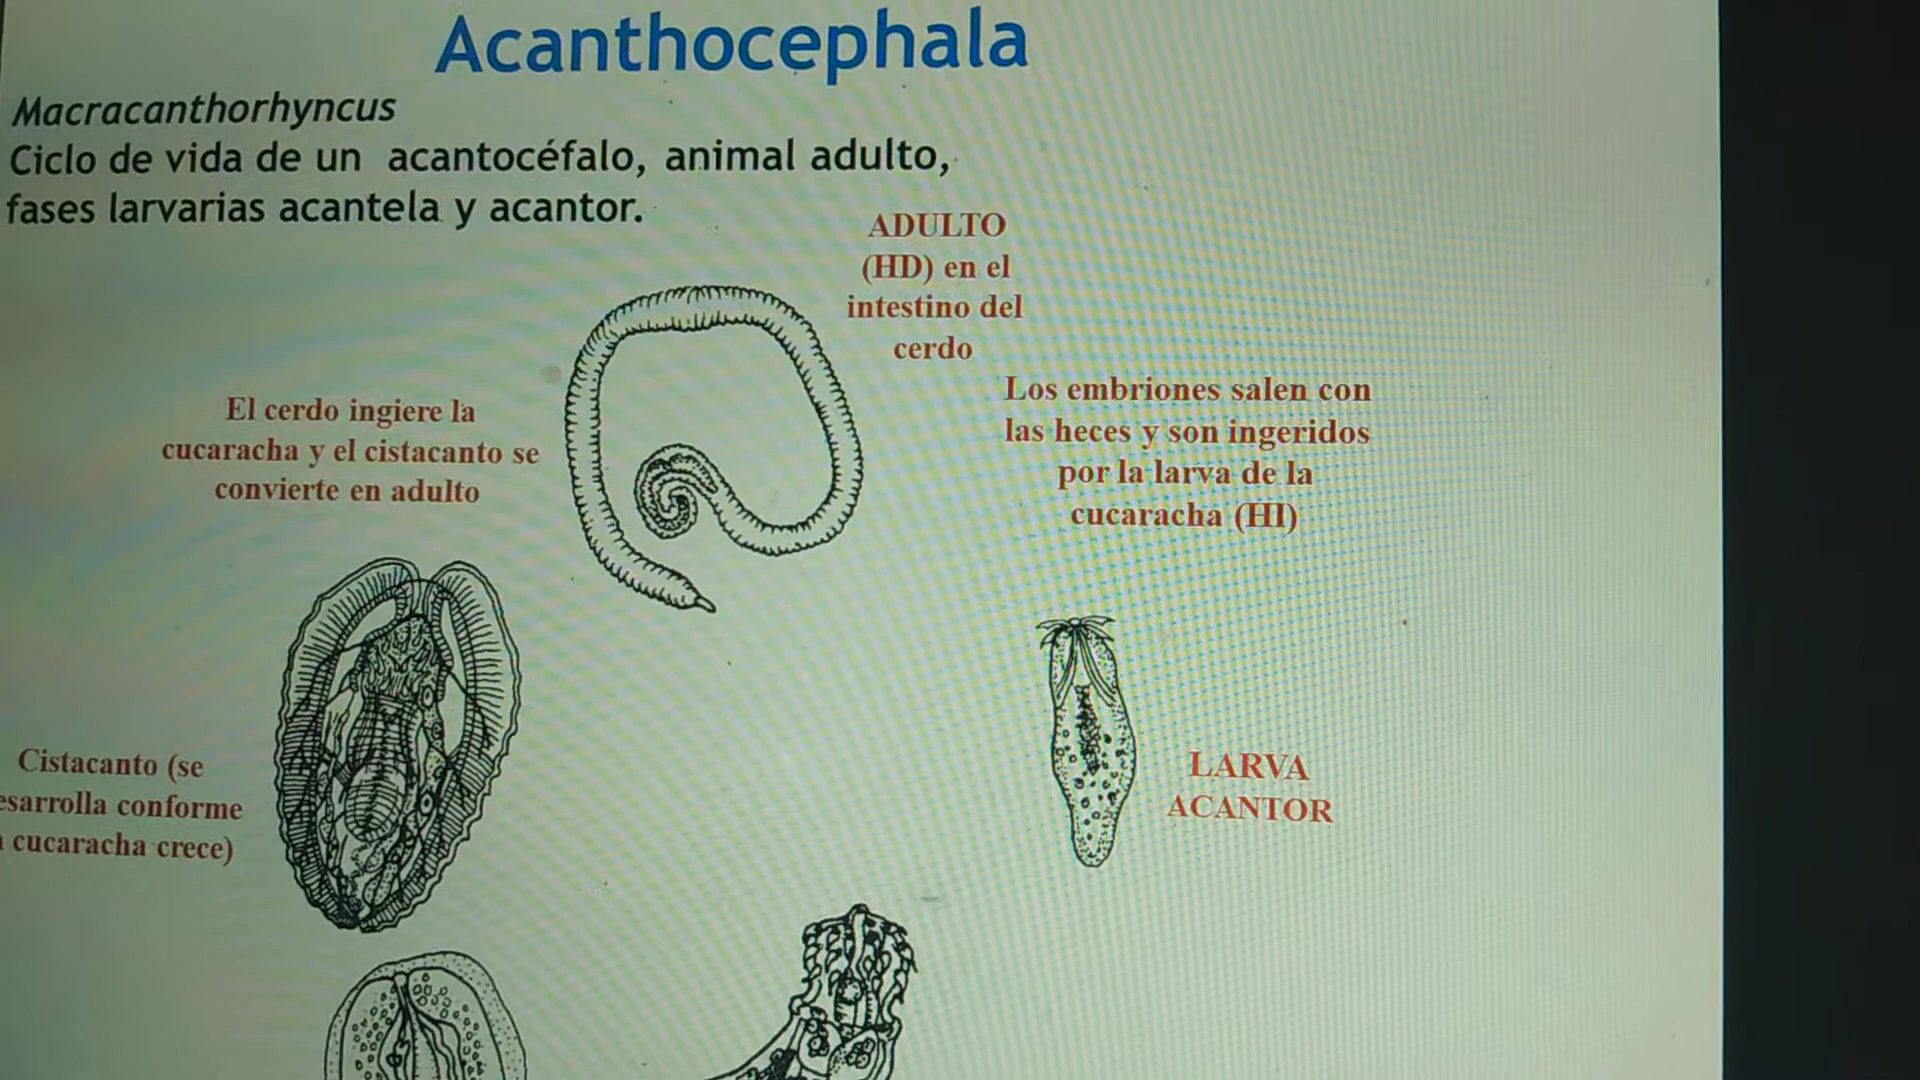 Acanthocephala
Macracanthorhyncus
Ciclo de vida de un acantocéfalo, animal adulto,
fases larvarias acantela y acantor.
ADULTO
(HD) en el
intestino del
cerdo
Los embriones salen con
las heces y son ingeridos
por la larva de la
cucaracha (HI)
El cerdo ingiere la
cucaracha y el cistacanto se
convierte en adulto
LARVA
ACANTOR
Cistacanto (se
esarrolla conforme
cucaracha crece)